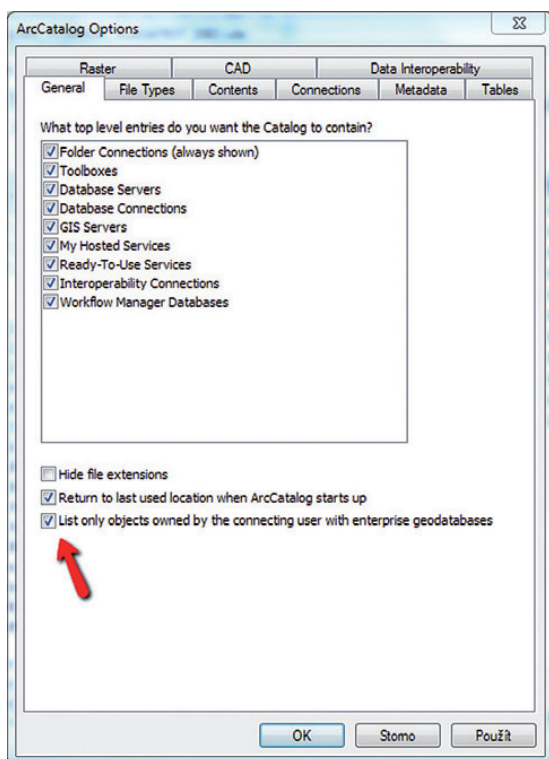 ArcCatalog Options
Raster CAD Data Interoperability
General File Types Contents Connections Metadata Tables
What top level entries do you want the Catalog to contain?
Folder Connections (always shown)
Toolboxes
Database Servers
Database Connections
GIS Servers
My Hosted Services
Ready-To-Use Services
Interoperability Connections
Workflow Manager Databases
Hide file extensions
Return to last used location when ArcCatalog starts up
List only objects owned by the connecting user with enterprise geodatabases
OK Storno Použít